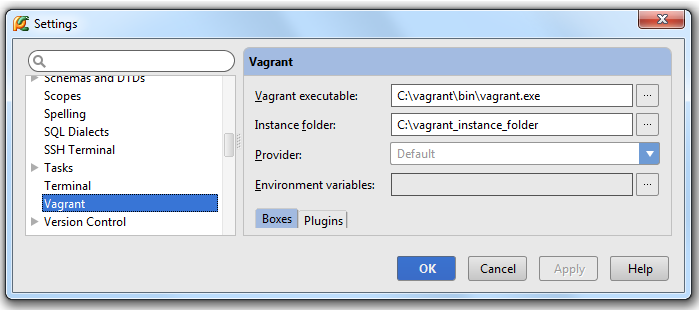 Settings
Schemas and DTDs
Scopes
Spelling
SQL Dialects
SSH Terminal
Tasks
Terminal
Vagrant
Version Control
Vagrant
Vagrant executable: C:\vagrant\bin\vagrant.exe ...
Instance folder: C:\vagrant_instance_folder ...
Provider: Default
Environment variables: ...
Boxes Plugins
OK Cancel Apply Help